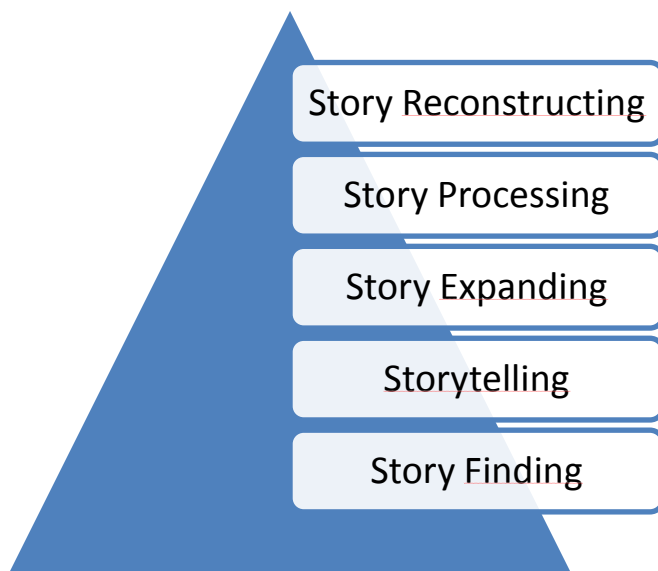 Story Reconstructing
Story Processing
Story Expanding
Storytelling
Story Finding